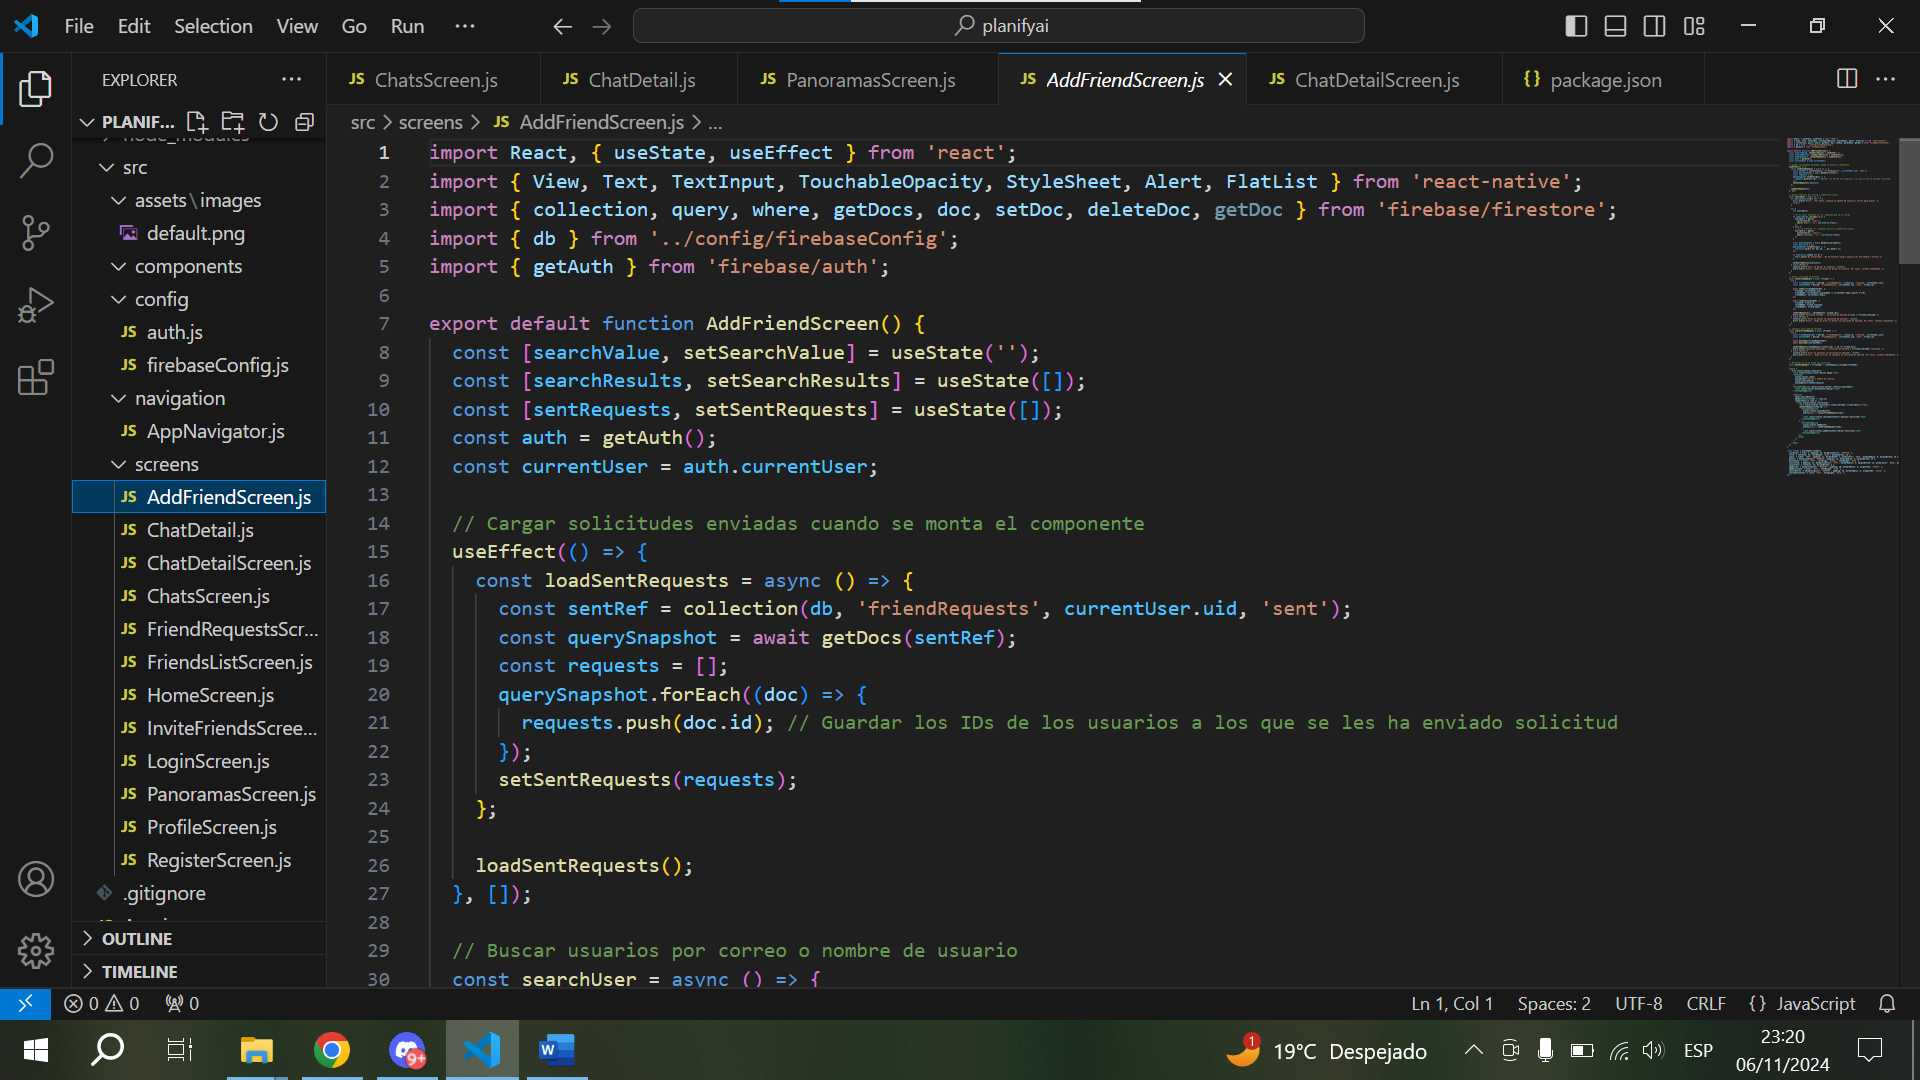 File Edit Selection View Go Run ··· planifyai
EXPLORER
PLANIF...
node_modules
src
assets\images
default.png
components
config
JS auth.js
JS firebaseConfig.js
navigation
JS AppNavigator.js
screens
JS AddFriendScreen.js
JS ChatDetail.js
JS ChatDetailScreen.js
JS ChatsScreen.js
JS FriendRequestsScr...
JS FriendsListScreen.js
JS HomeScreen.js
JS InviteFriendsScree...
JS LoginScreen.js
JS PanoramasScreen.js
JS ProfileScreen.js
JS RegisterScreen.js
.gitignore
OUTLINE
TIMELINE
JS ChatsScreen.js JS ChatDetail.js JS PanoramasScreen.js JS AddFriendScreen.js JS ChatDetailScreen.js {} package.json
src > screens > JS AddFriendScreen.js > ...
1 import React, { useState, useEffect } from 'react';
2 import { View, Text, TextInput, TouchableOpacity, StyleSheet, Alert, FlatList } from 'react-native';
3 import { collection, query, where, getDocs, doc, setDoc, deleteDoc, getDoc } from 'firebase/firestore';
4 import { db } from '../config/firebaseConfig';
5 import { getAuth } from 'firebase/auth';
6
7 export default function AddFriendScreen() {
8 const [searchValue, setSearchValue] = useState('');
9 const [searchResults, setSearchResults] = useState([]);
10 const [sentRequests, setSentRequests] = useState([]);
11 const auth = getAuth();
12 const currentUser = auth.currentUser;
13
14 // Cargar solicitudes enviadas cuando se monta el componente
15 useEffect(() => {
16 const loadSentRequests = async () => {
17 const sentRef = collection(db, 'friendRequests', currentUser.uid, 'sent');
18 const querySnapshot = await getDocs(sentRef);
19 const requests = [];
20 querySnapshot.forEach((doc) => {
21 requests.push(doc.id); // Guardar los IDs de los usuarios a los que se les ha enviado solicitud
22 });
23 setSentRequests(requests);
24 };
25
26 loadSentRequests();
27 }, []);
28
29 // Buscar usuarios por correo o nombre de usuario
30 const searchUser = async () => {
0 0 0 Ln 1, Col 1 Spaces: 2 UTF-8 CRLF {} JavaScript
9+ W 1 19°C Despejado ESP 23:20
06/11/2024